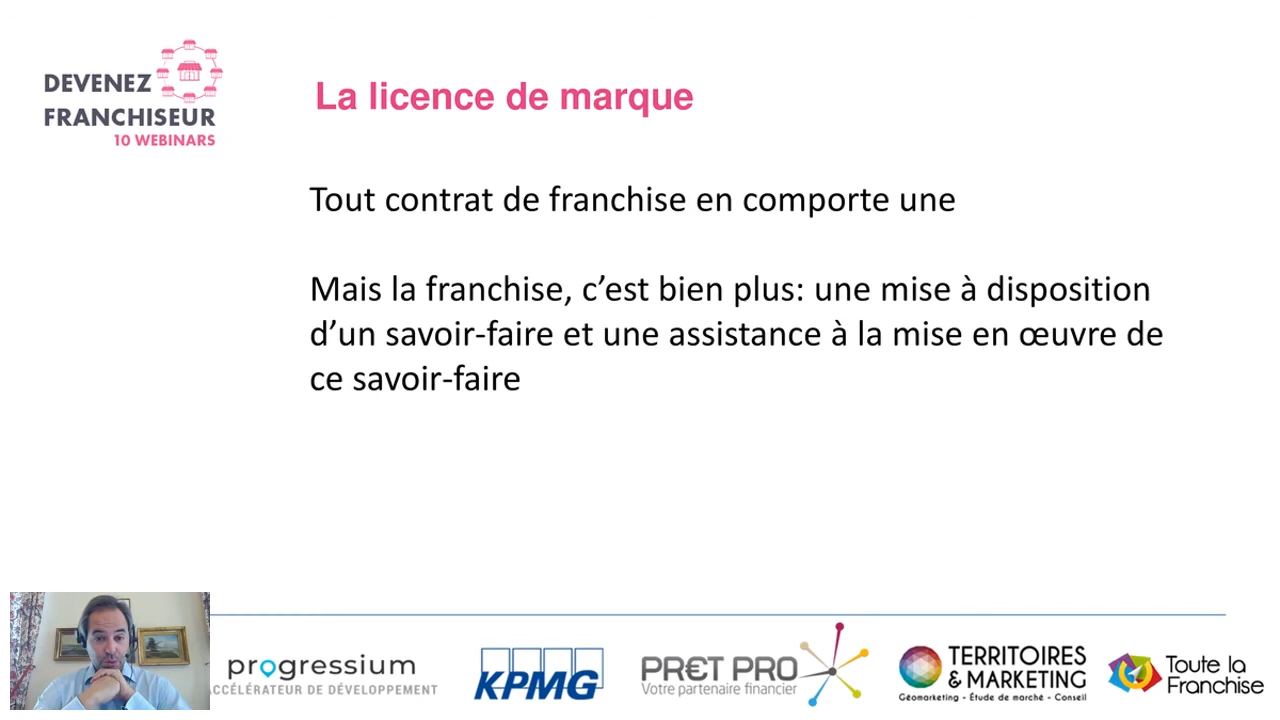 DEVENEZ
FRANCHISEUR
10 WEBINARS
La licence de marque
Tout contrat de franchise en comporte une
Mais la franchise, c’est bien plus: une mise à disposition
d’un savoir-faire et une assistance à la mise en œuvre de
ce savoir-faire
progressium
ACCÉLÉRATEUR DE DÉVELOPPEMENT
KPMG
PR€T PRO
Votre partenaire financier
TERRITOIRES
& MARKETING
Géomarketing - Étude de marché - Conseil
Toute la
Franchise